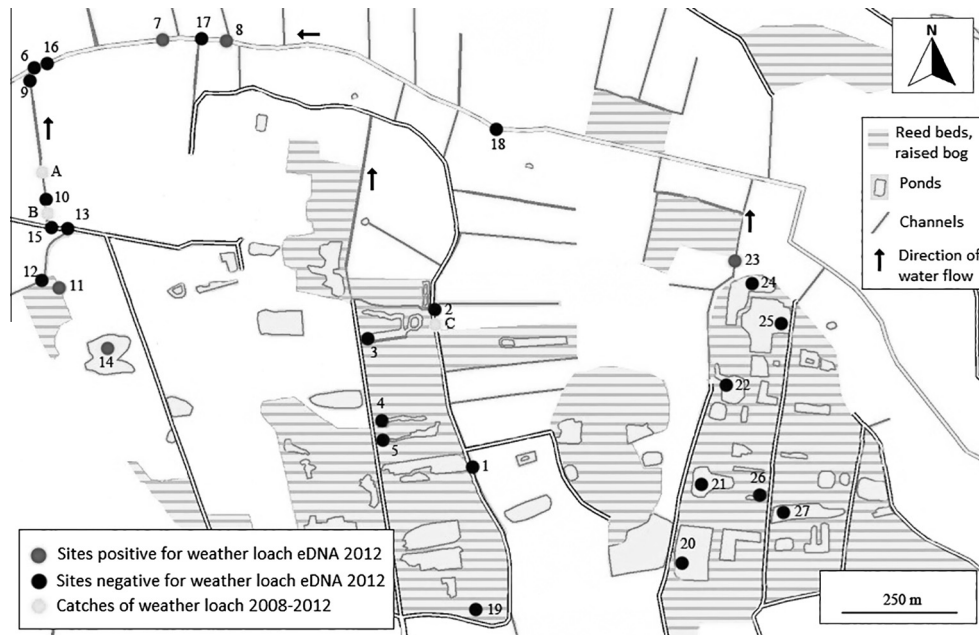 N
7
17
8
16
6
9
18
A
10
B
13
15
12
11
14
2
C
3
4
5
1
19
23
24
25
22
21
26
27
20
Reed beds,
raised bog
Ponds
Channels
Direction of
water flow
Sites positive for weather loach eDNA 2012
Sites negative for weather loach eDNA 2012
Catches of weather loach 2008-2012
250 m